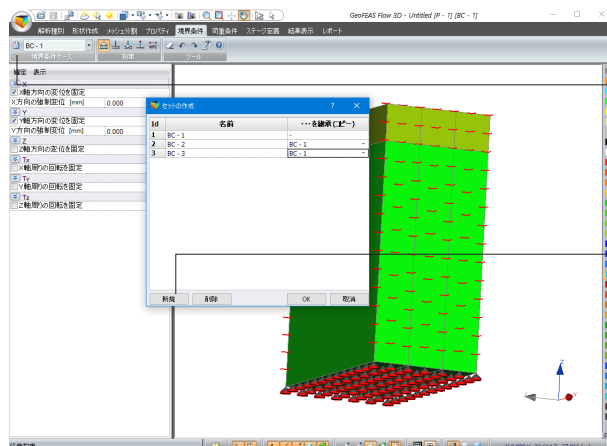 GeoFEAS Flow 3D - Untitled [P - 1] [BC - 1]
解析種別 形状作成 メッシュ分割 プロパティ 境界条件 荷重条件 ステージ定義 結果表示 レポート
BC - 1
境界条件ケース 拘束 ツール
確定 表示
X
X軸方向の変位を固定
X方向の強制変位 [mm] 0.000
Y
Y軸方向の変位を固定
Y方向の強制変位 [mm] 0.000
Z
Z軸方向の変位を固定
Tx
X軸周りの回転を固定
Ty
Y軸周りの回転を固定
Tz
Z軸周りの回転を固定
セットの作成 ? ×
Id 名前 ・・・を継承(コピー)
1 BC - 1 -
2 BC - 2 BC - 1
3 BC - 3 BC - 1
新規 削除 OK 取消
Z
Y